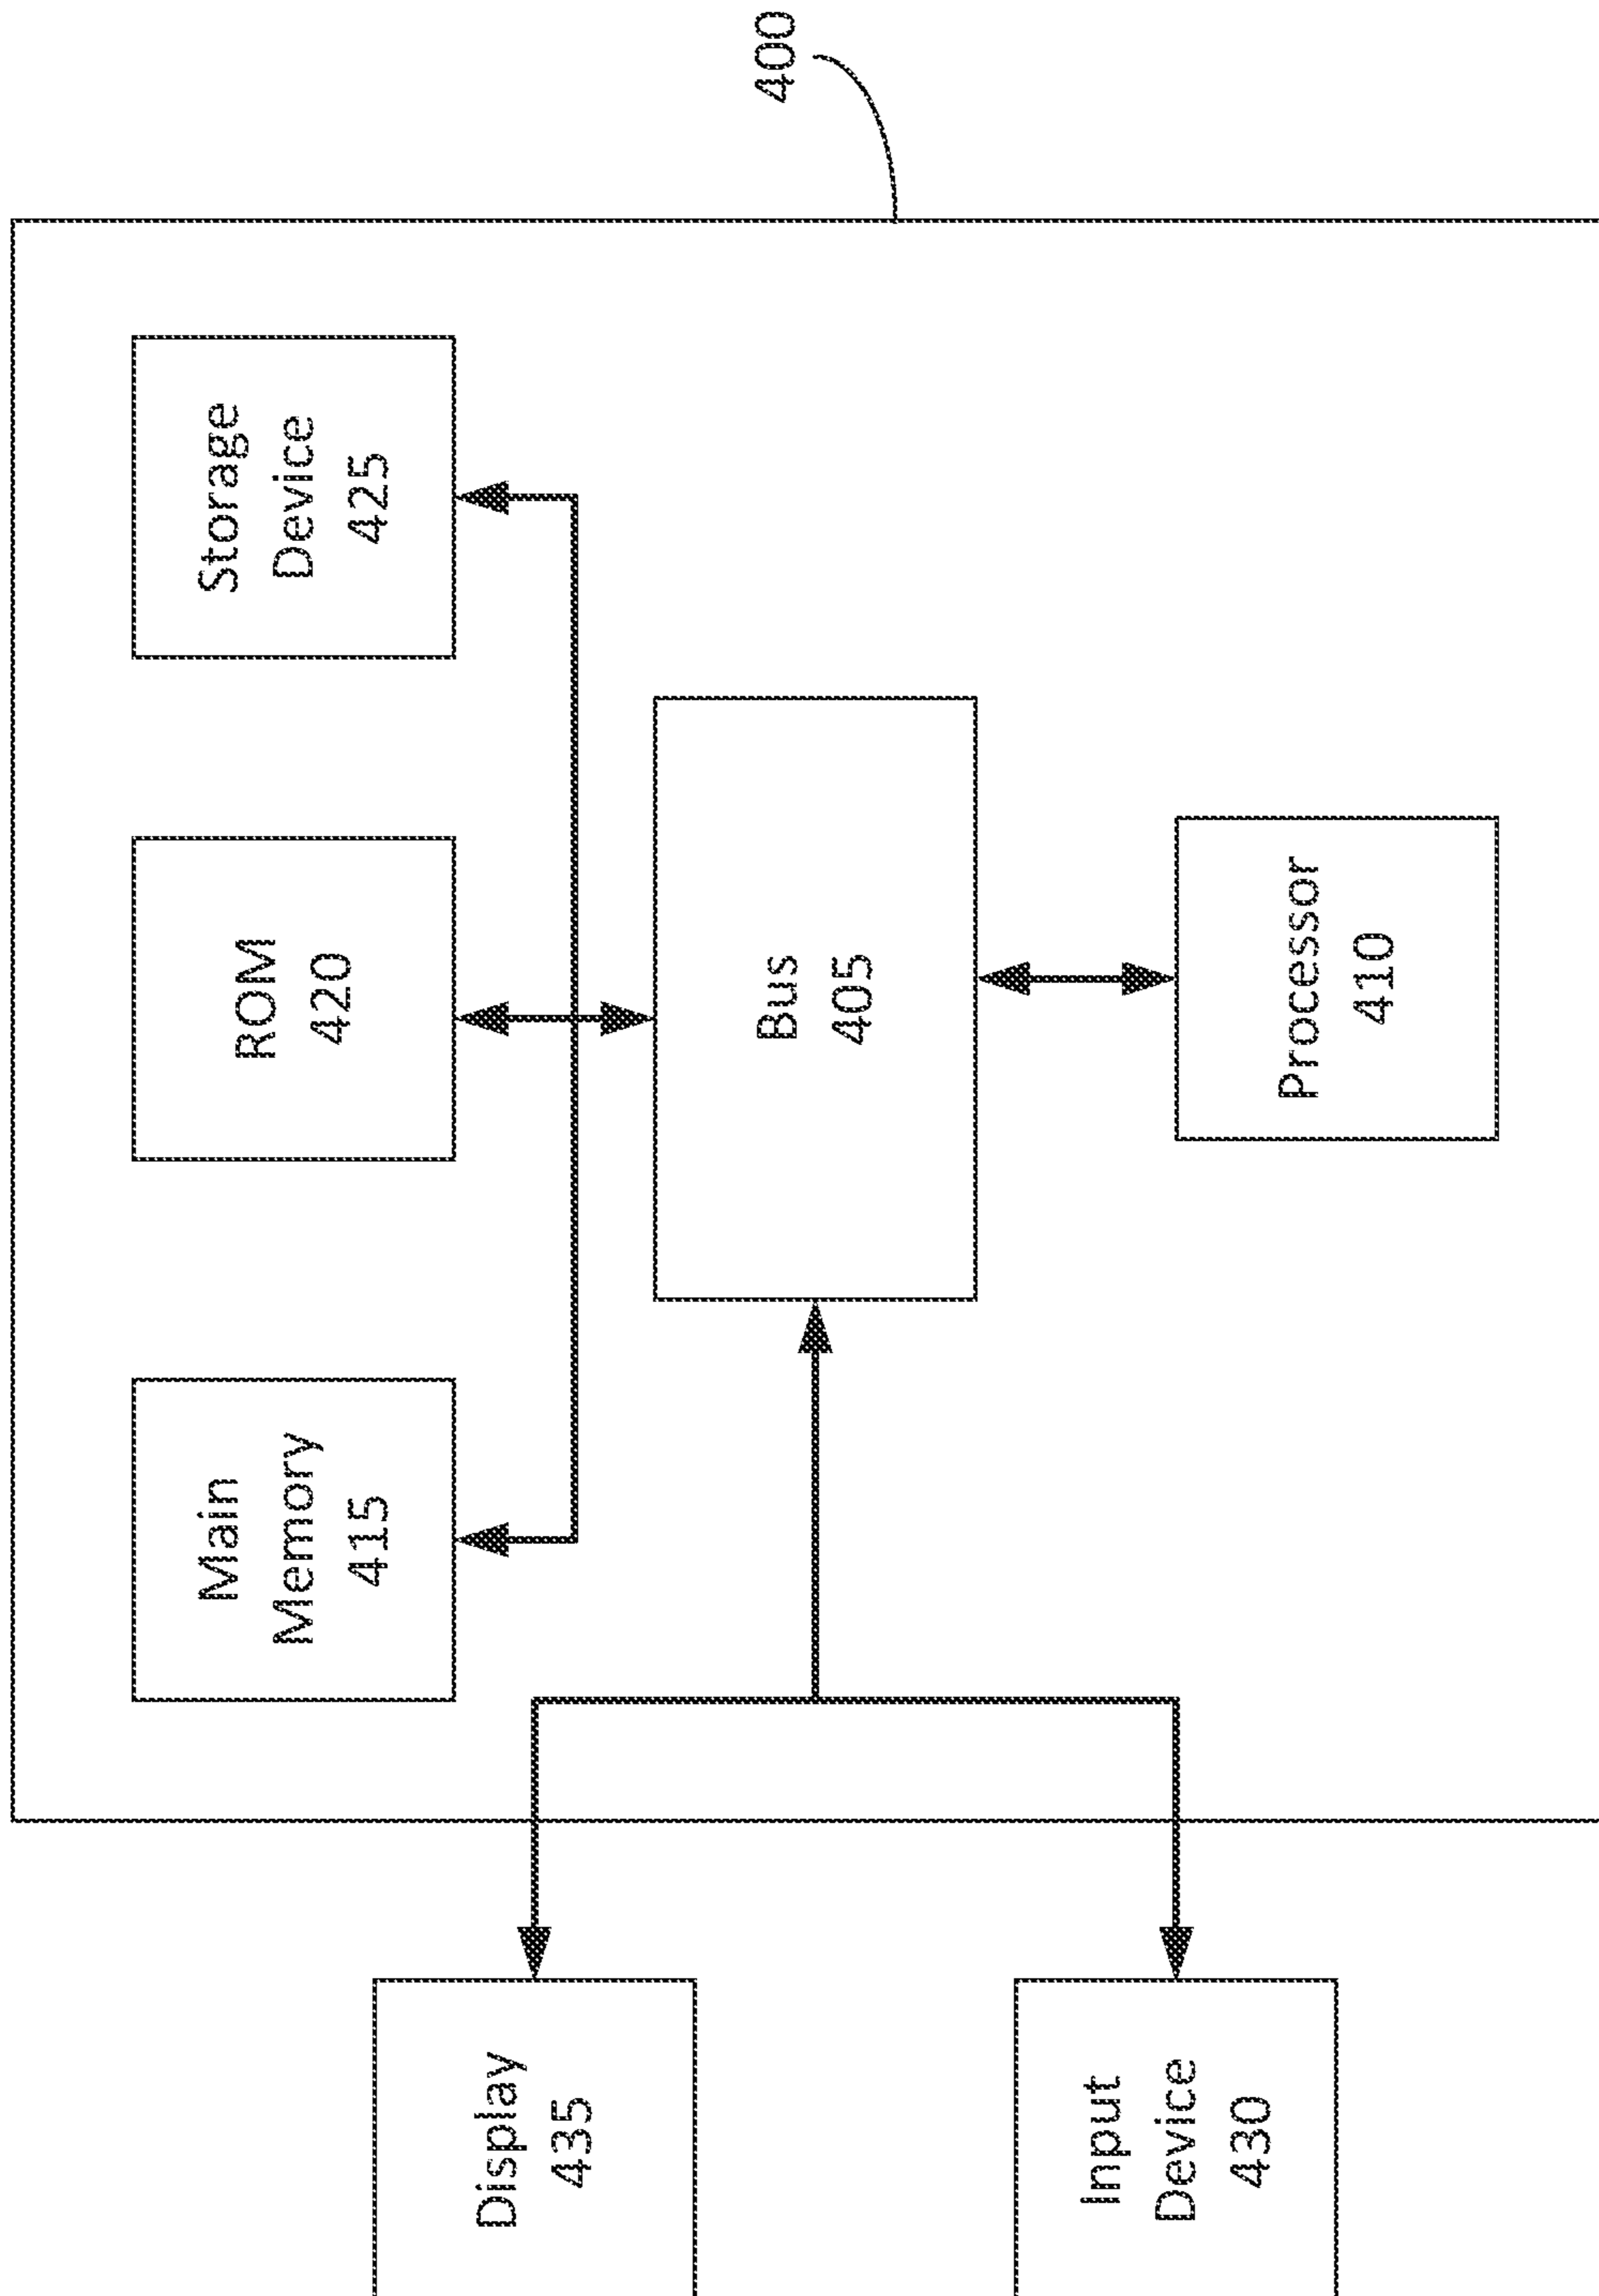 400
Display
435
Main
Memory
415
ROM
420
Storage
Device
425
Bus
405
Input
Device
430
Processor
410